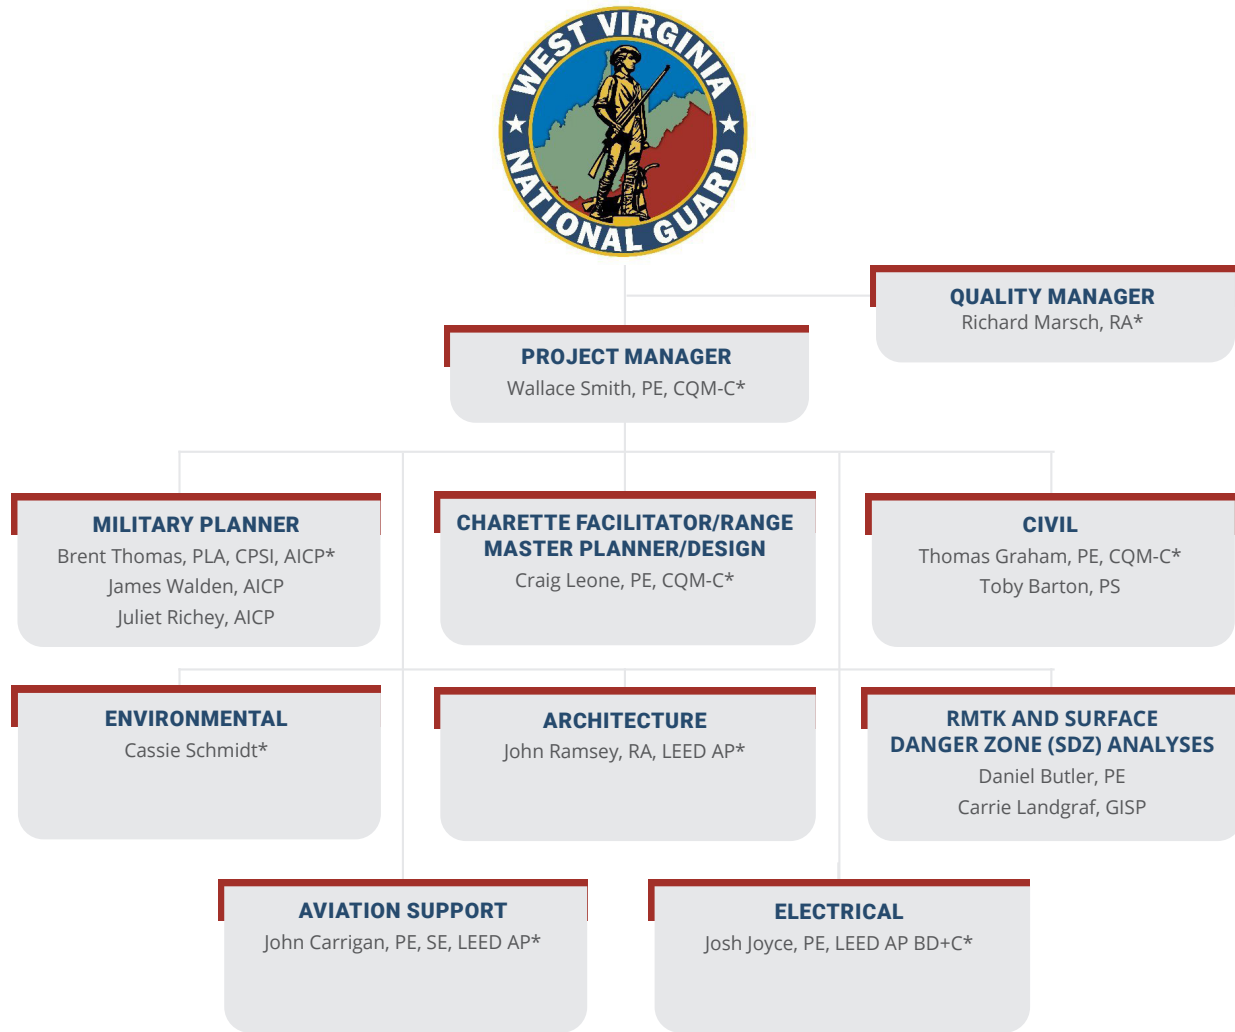 WEST VIRGINIA
NATIONAL GUARD
QUALITY MANAGER
Richard Marsch, RA*
PROJECT MANAGER
Wallace Smith, PE, CQM-C*
MILITARY PLANNER
Brent Thomas, PLA, CPSI, AICP*
James Walden, AICP
Juliet Richey, AICP
CHARETTE FACILITATOR/RANGE
MASTER PLANNER/DESIGN
Craig Leone, PE, CQM-C*
CIVIL
Thomas Graham, PE, CQM-C*
Toby Barton, PS
ENVIRONMENTAL
Cassie Schmidt*
ARCHITECTURE
John Ramsey, RA, LEED AP*
RMTK AND SURFACE
DANGER ZONE (SDZ) ANALYSES
Daniel Butler, PE
Carrie Landgraf, GISP
AVIATION SUPPORT
John Carrigan, PE, SE, LEED AP*
ELECTRICAL
Josh Joyce, PE, LEED AP BD+C*